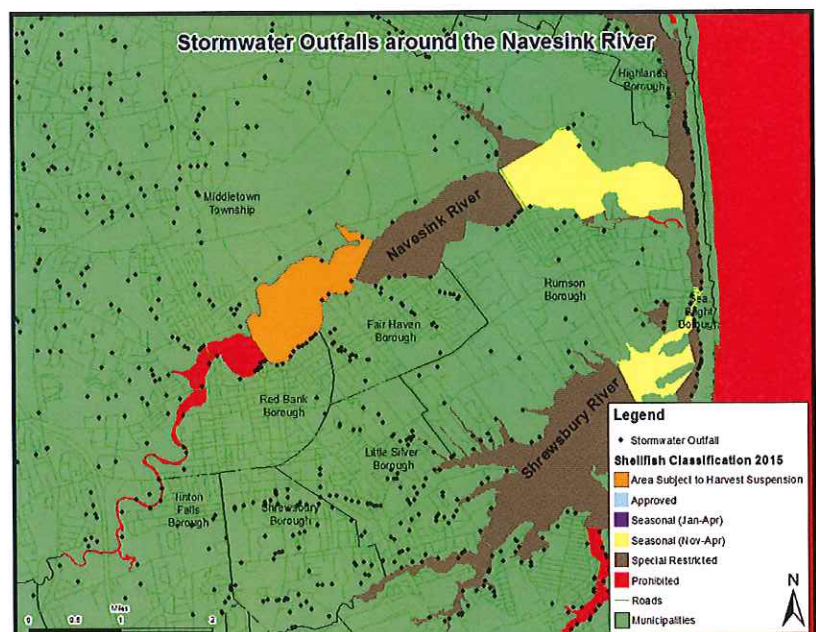 Stormwater Outfalls around the Navesink River
Highlands
Borough
Middletown
Township
Navesink River
Rumson
Borough
Sea
Bright
Borough
Fair Haven
Borough
Red Bank
Borough
Shrewsbury River
Little Silver
Borough
Tinton
Falls
Borough
Shrewsbury
Borough
Legend
Stormwater Outfall
Shellfish Classification 2015
Area Subject to Harvest Suspension
Approved
Seasonal (Jan-Apr)
Seasonal (Nov-Apr)
Special Restricted
Prohibited
Roads
Municipalities
N
Miles
0 0.5 1 2